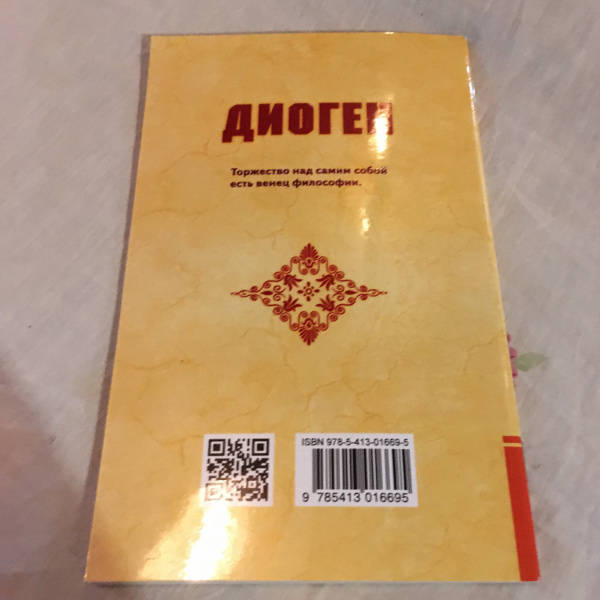 ДИОГЕН
Торжество над самим собой
есть венец философии.
ISBN 978-5-413-01669-5
9 785413 016695